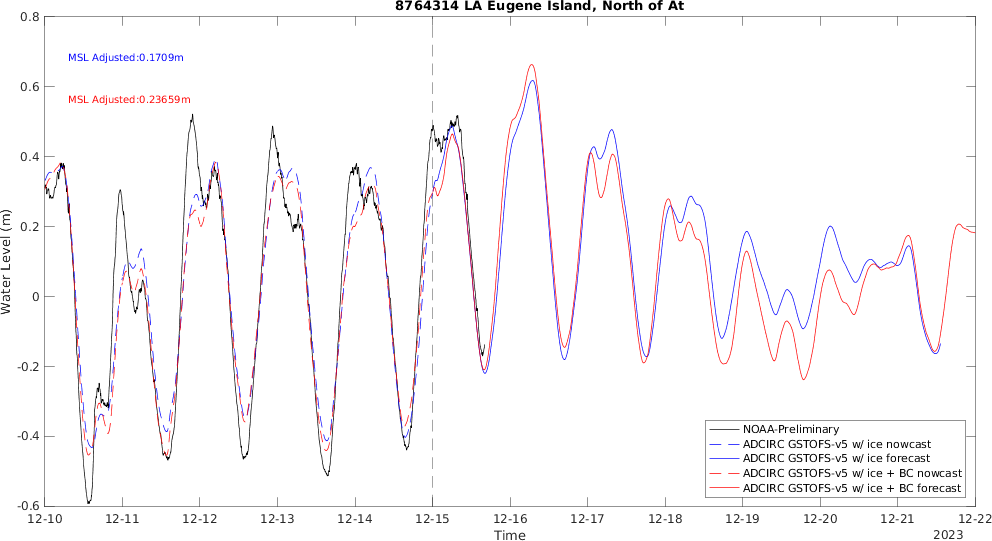 8764314 LA Eugene Island, North of At
MSL Adjusted:0.1709m
MSL Adjusted:0.23659m
Water Level (m)
0.8
0.6
0.4
0.2
0
-0.2
-0.4
-0.6
NOAA-Preliminary
ADCIRC GSTOFS-v5 w/ ice nowcast
ADCIRC GSTOFS-v5 w/ ice forecast
ADCIRC GSTOFS-v5 w/ ice + BC nowcast
ADCIRC GSTOFS-v5 w/ ice + BC forecast
12-10 12-11 12-12 12-13 12-14 12-15 12-16 12-17 12-18 12-19 12-20 12-21 12-22
Time
2023